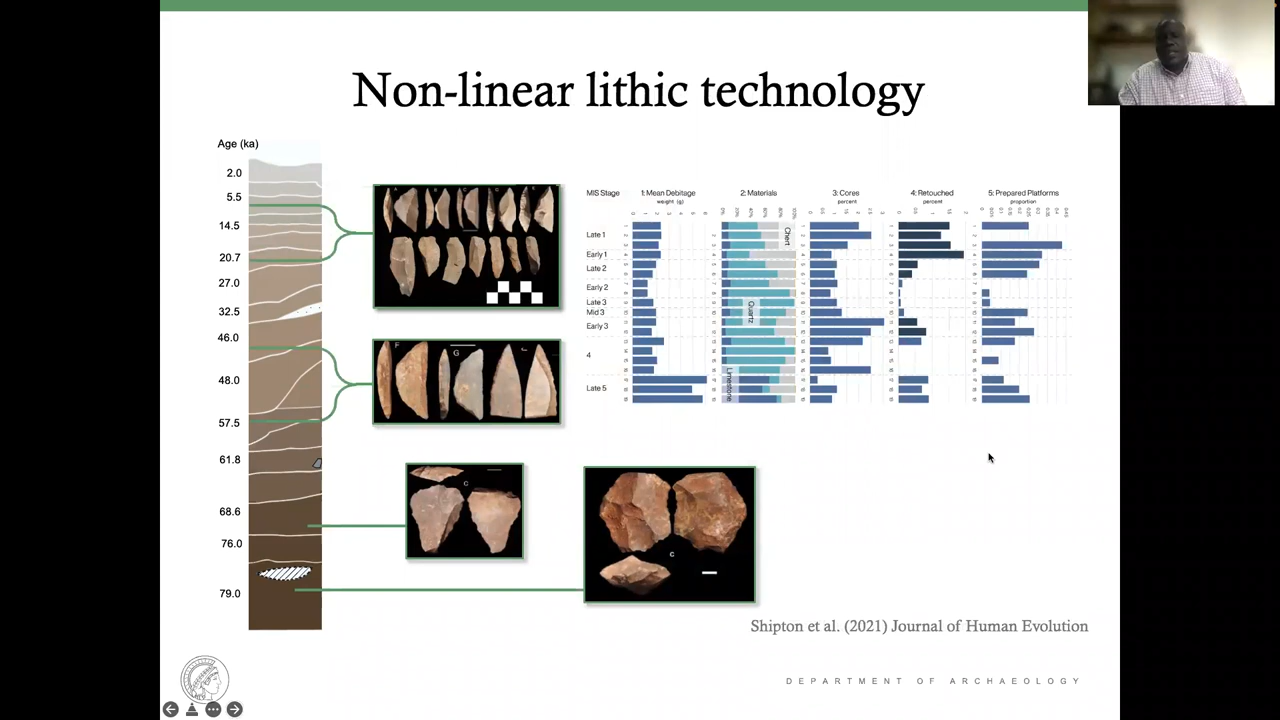 Non-linear lithic technology
Age (ka)
2.0
5.5
14.5
20.7
27.0
32.5
46.0
48.0
57.5
61.8
68.6
76.0
79.0
F
G
C
C
MIS Stage
1: Mean Debitage
weight (g)
2: Materials
3: Cores
percent
4: Retouched
percent
5: Prepared Platforms
proportion
Late 1
Early 1
Late 2
Early 2
Late 3
Mid 3
Early 3
4
Late 5
Chert
Quartz
Limestone
Shipton et al. (2021) Journal of Human Evolution
DEPARTMENT OF ARCHAEOLOGY